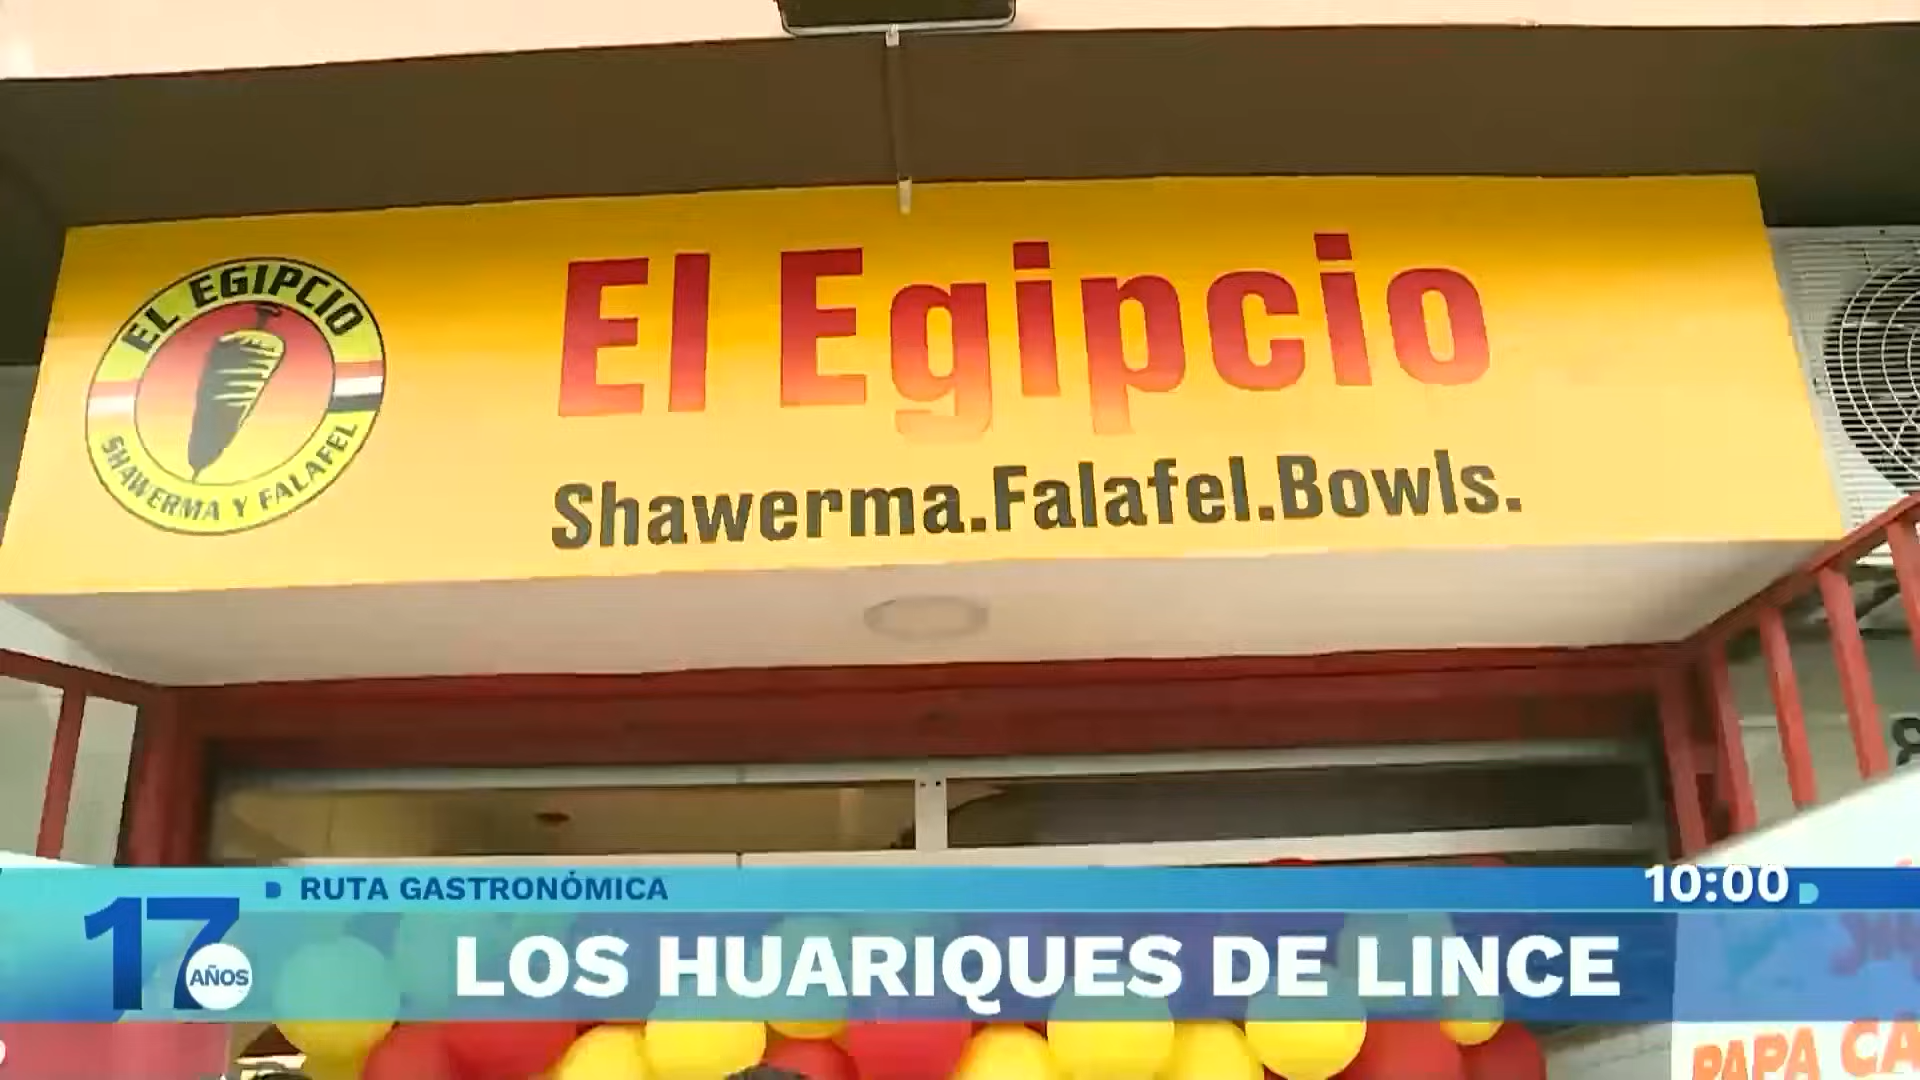 EL EGIPCIO
SHAWERMA Y FALAFEL
El Egipcio
Shawerma.Falafel.Bowls.
RUTA GASTRONÓMICA
10:00
17
AÑOS
LOS HUARIQUES DE LINCE
PAPA CA